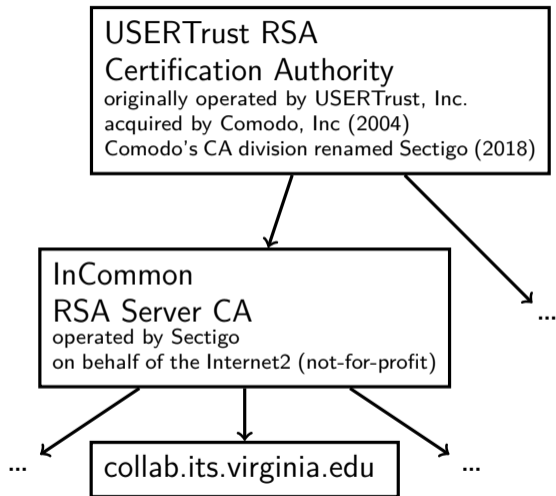 USERTrust RSA
Certification Authority
originally operated by USERTrust, Inc.
acquired by Comodo, Inc (2004)
Comodo's CA division renamed Sectigo (2018)
InCommon
RSA Server CA
operated by Sectigo
on behalf of the Internet2 (not-for-profit)
...
... collab.its.virginia.edu ...